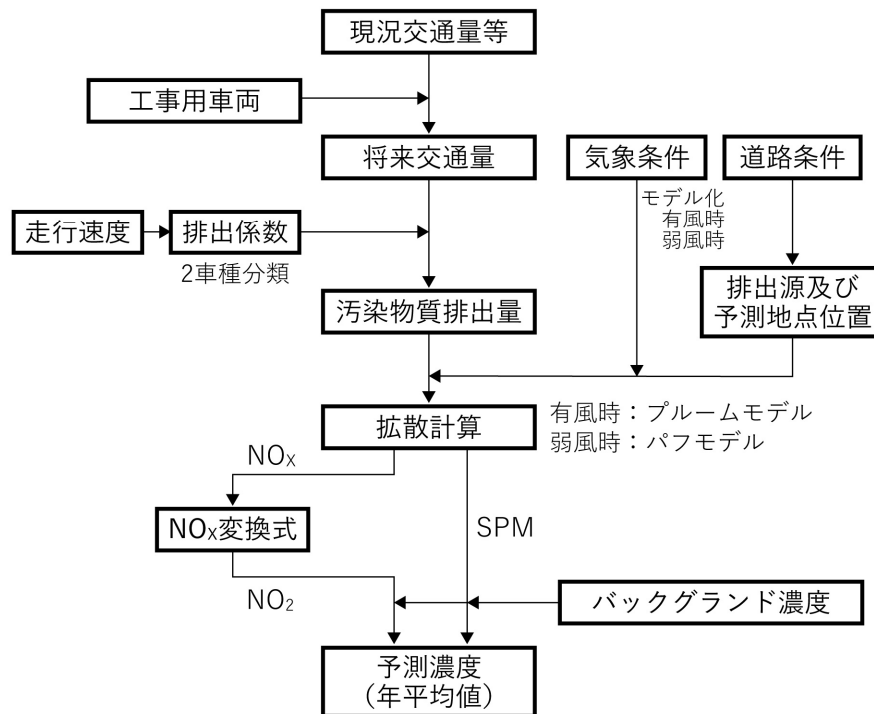 現況交通量等
工事用車両
将来交通量
気象条件
道路条件
モデル化
有風時
弱風時
走行速度
排出係数
2車種分類
汚染物質排出量
排出源及び
予測地点位置
拡散計算
有風時：プルームモデル
弱風時：パフモデル
NOX
NOX変換式
SPM
NO2
バックグランド濃度
予測濃度
（年平均値）